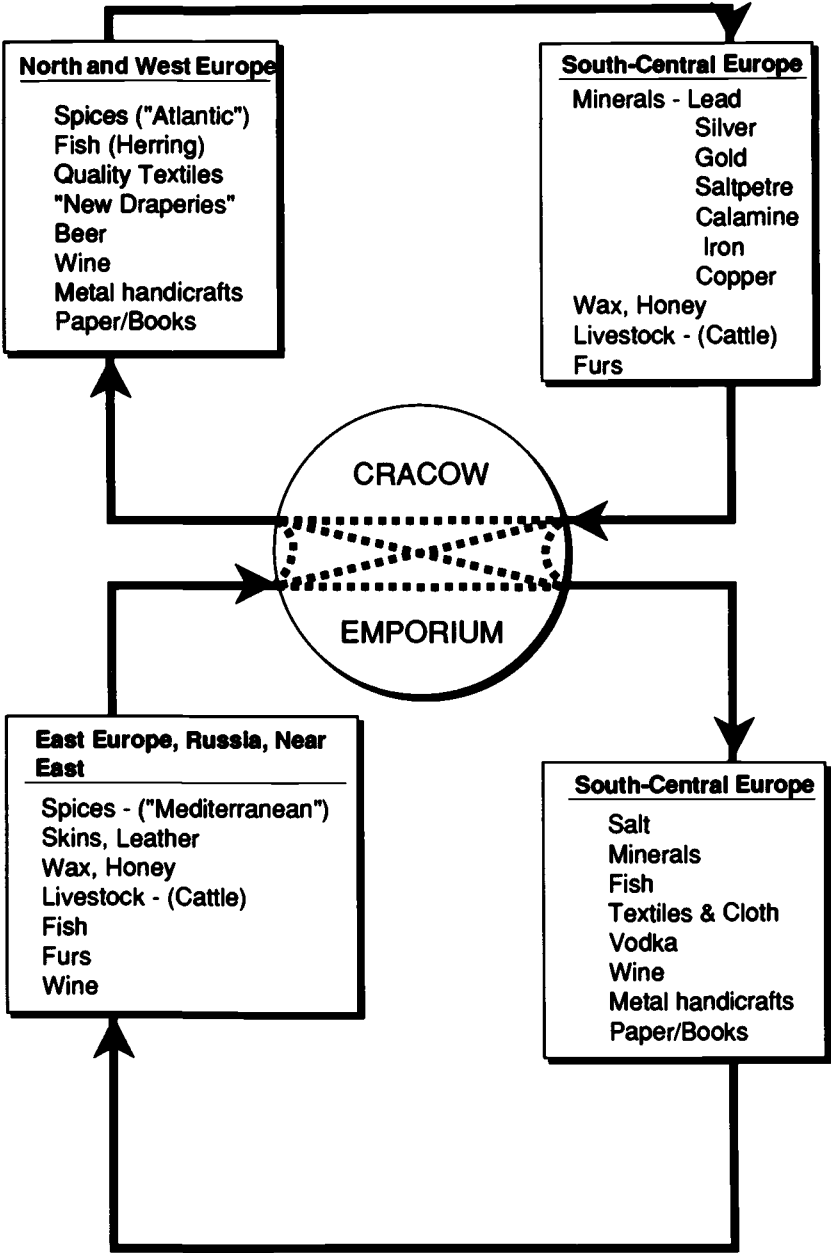 North and West Europe
Spices ("Atlantic")
Fish (Herring)
Quality Textiles
"New Draperies"
Beer
Wine
Metal handicrafts
Paper/Books
South-Central Europe
Minerals - Lead
Silver
Gold
Saltpetre
Calamine
Iron
Copper
Wax, Honey
Livestock - (Cattle)
Furs
CRACOW
EMPORIUM
East Europe, Russia, Near
East
Spices - ("Mediterranean")
Skins, Leather
Wax, Honey
Livestock - (Cattle)
Fish
Furs
Wine
South-Central Europe
Salt
Minerals
Fish
Textiles & Cloth
Vodka
Wine
Metal handicrafts
Paper/Books